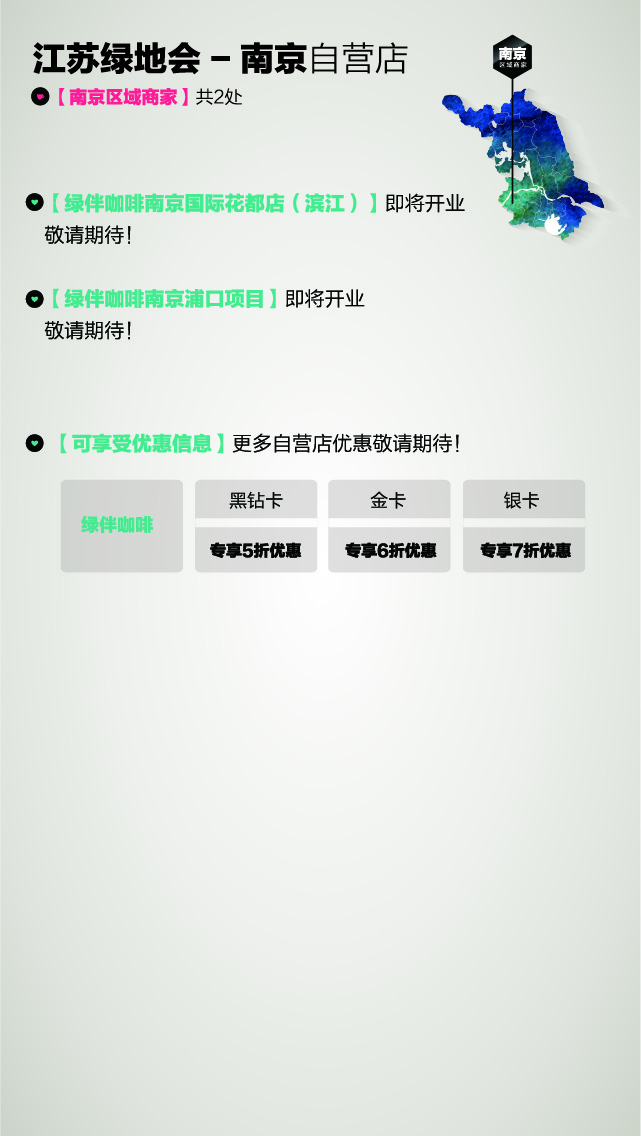 江苏绿地会 – 南京自营店
南京
区域商家
【南京区域商家】共2处
【绿伴咖啡南京国际花都店（滨江）】即将开业
敬请期待！
【绿伴咖啡南京浦口项目】即将开业
敬请期待！
【可享受优惠信息】更多自营店优惠敬请期待！
绿伴咖啡
黑钻卡 金卡 银卡
专享5折优惠 专享6折优惠 专享7折优惠